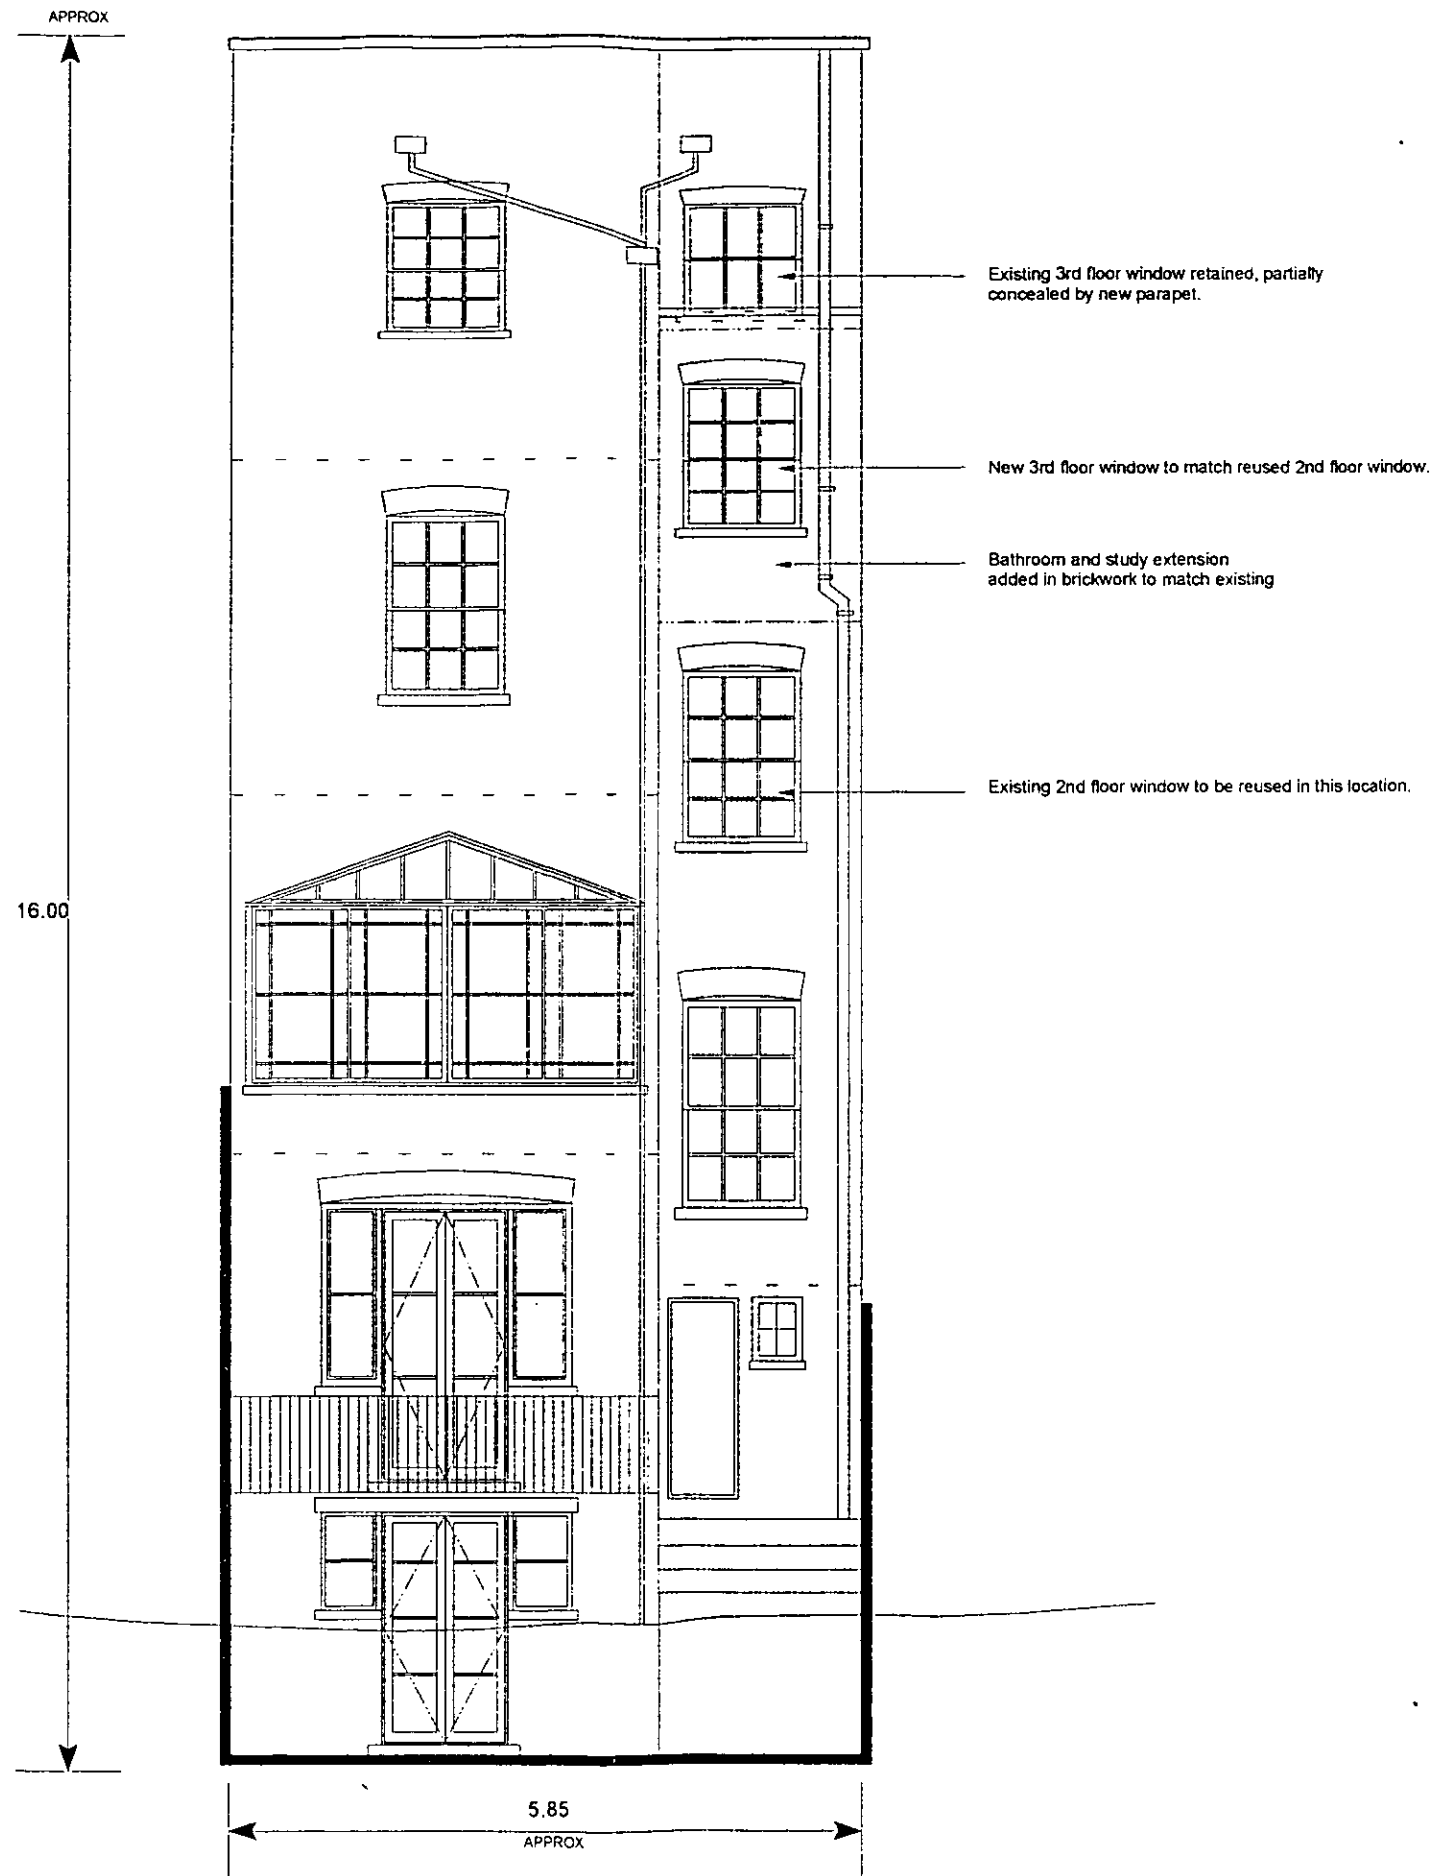 APPROX
Existing 3rd floor window retained, partially
concealed by new parapet.
New 3rd floor window to match reused 2nd floor window.
Bathroom and study extension
added in brickwork to match existing
Existing 2nd floor window to be reused in this location.
16.00
5.85
APPROX